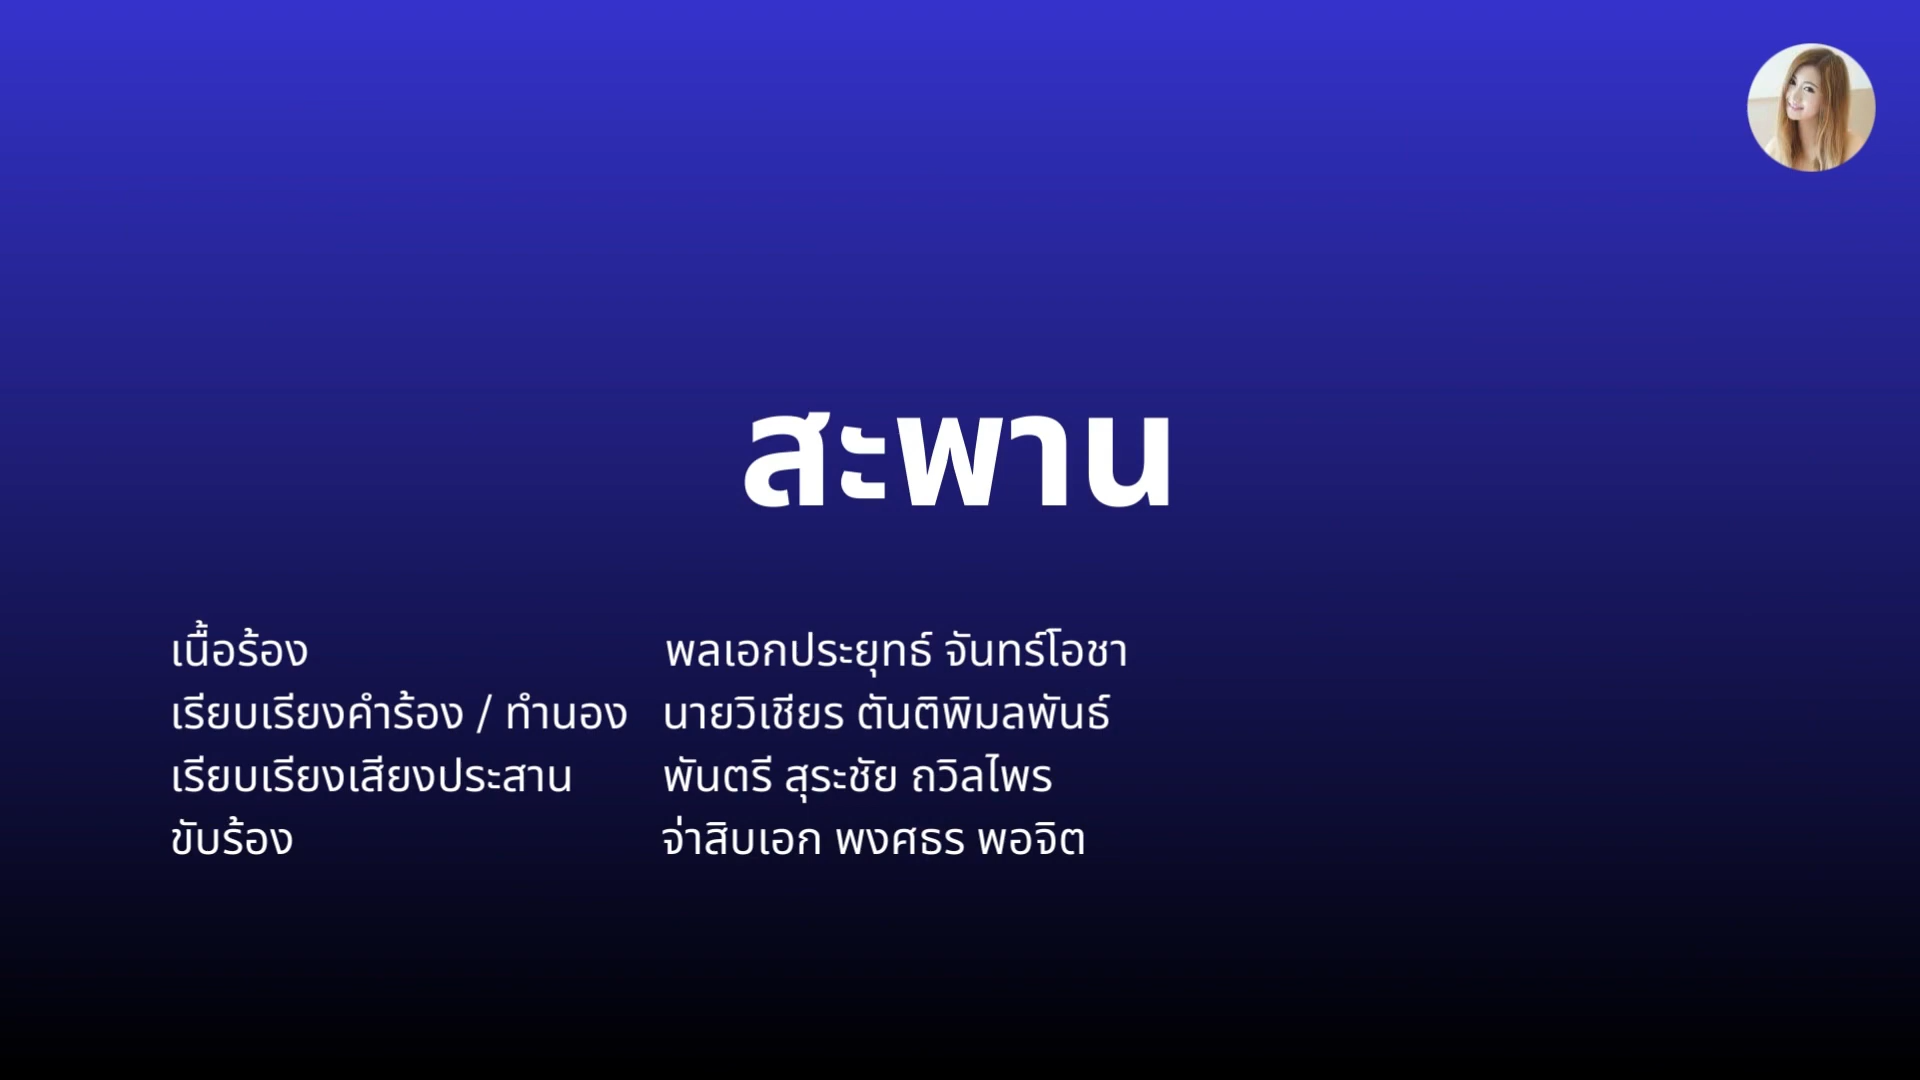 สะพาน
เนื้อร้อง พลเอกประยุทธ์ จันทร์โอชา
เรียบเรียงคำร้อง / ทำนอง นายวิเชียร ตันติพิมลพันธ์
เรียบเรียงเสียงประสาน พันตรี สุระชัย ถวิลไพร
ขับร้อง จ่าสิบเอก พงศธร พอจิต